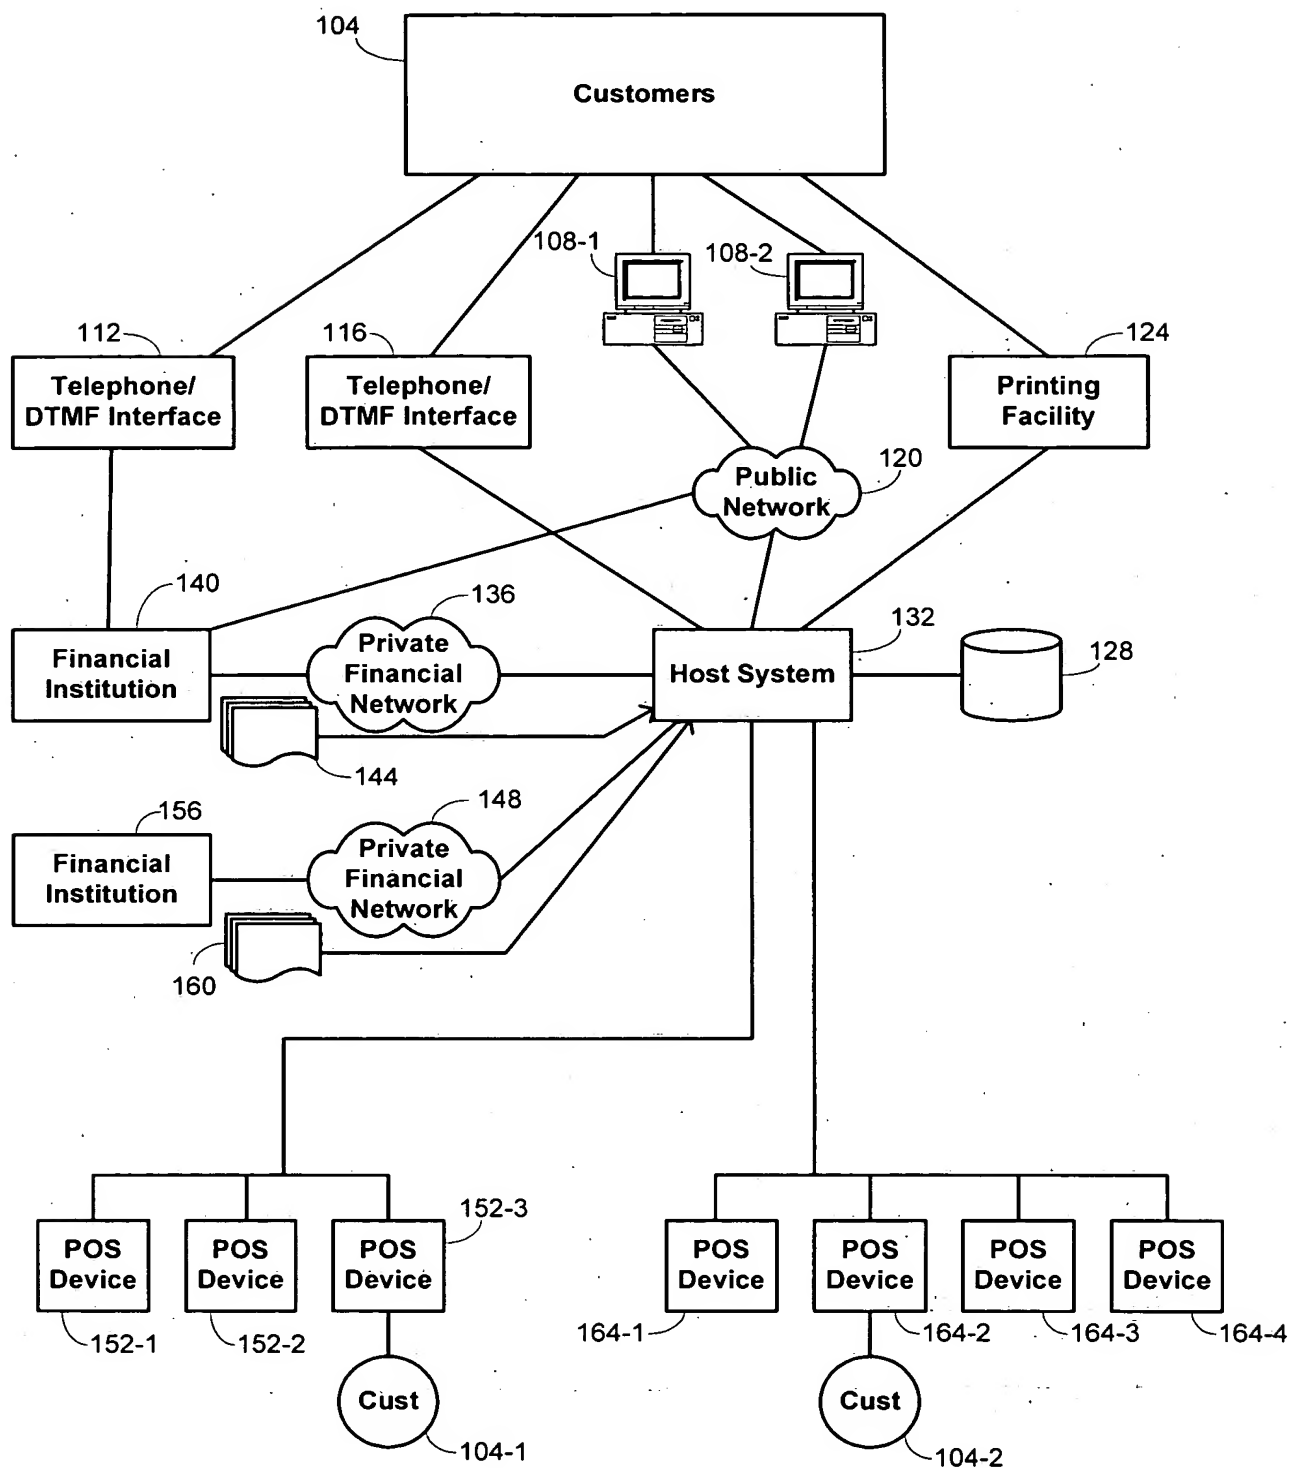 104
Customers
108-1
108-2
112
116
124
Telephone/
DTMF Interface
Telephone/
DTMF Interface
Printing
Facility
Public
Network
120
140
136
132
Financial
Institution
Private
Financial
Network
Host System
128
144
156
148
Financial
Institution
Private
Financial
Network
160
152-3
POS
Device
POS
Device
POS
Device
POS
Device
POS
Device
POS
Device
POS
Device
152-1
152-2
164-1
164-2
164-3
164-4
Cust
Cust
104-1
104-2